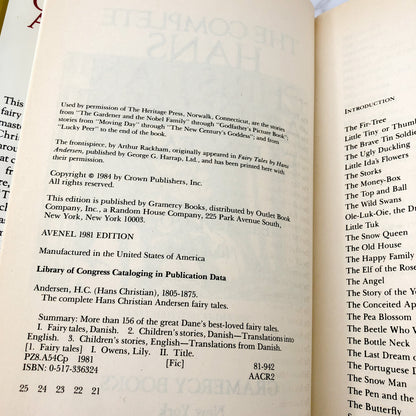 Used by permission of The Heritage Press, Norwalk, Connecticut, are the stories
from "The Gardener and the Nobel Family" through "Godfather's Picture Book",
stories from "Moving Day" through "The New Century's Goddess", and from
"Lucky Peer" to the end of the book.
The frontispiece, by Arthur Rackham, originally appeared in Fairy Tales by Hans
Andersen, published by George G. Harrap, Ltd., and has been printed here with
their permission.
Copyright © 1984 by Crown Publishers, Inc.
This edition is published by Gramercy Books, distributed by Outlet Book
Company, Inc., a Random House Company, 225 Park Avenue South,
New York, New York 10003.
AVENEL 1981 EDITION
Manufactured in the United States of America
Library of Congress Cataloging in Publication Data
Andersen, H.C. (Hans Christian), 1805-1875.
The complete Hans Christian Andersen fairy tales.
Summary: More than 156 of the great Dane's best-loved fairy tales.
1. Fairy tales, Danish. 2. Children's stories, Danish—Translations into
English. 3. Children's stories, English—Translations from Danish.
[1. Fairy tales] I. Owens, Lily. II. Title.
PZ8.A54Cp 1981 [Fic] 81-942
ISBN: 0-517-336324 AACR2
25 24 23 22 21
INTRODUCTION
The Fir-Tree
Little Tiny or Thumb
The Brave Tin Soldie
The Ugly Duckling
Little Ida's Flowers
The Storks
The Money-Box
The Top and Ball
The Wild Swans
Ole-Luk-Oie, the D
Little Tuk
The Snow Queen
The Old House
The Happy Family
The Elf of the Rose
The Angel
The Story of the Y
The Conceited Ap
The Pea Blossom
The Beetle Who W
The Bottle Neck
The Last Dream o
The Portuguese D
The Snow Man
The Pen and the
The Butterfly